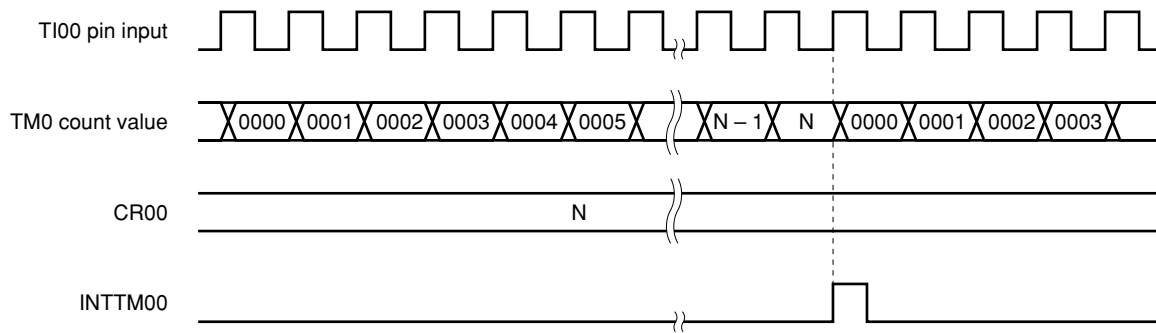 TI00 pin input
TM0 count value 0000 0001 0002 0003 0004 0005 N – 1 N 0000 0001 0002 0003
CR00 N
INTTM00